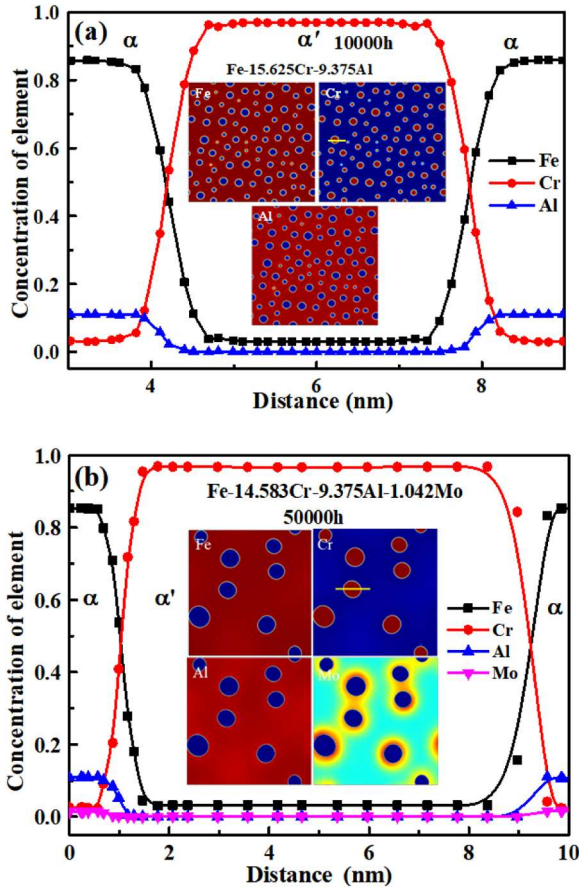 (a)
α
α′
10000h
α
Fe-15.625Cr-9.375Al
Fe
Cr
Al
Fe
Cr
Al
Concentration of element
1.0
0.8
0.6
0.4
0.2
0.0
4
6
8
Distance (nm)
(b)
Fe-14.583Cr-9.375Al-1.042Mo
50000h
α
α'
α
Fe
Cr
Al
Mo
Fe
Cr
Al
Mo
Concentration of element
1.0
0.8
0.6
0.4
0.2
0.0
0
2
4
6
8
10
Distance (nm)